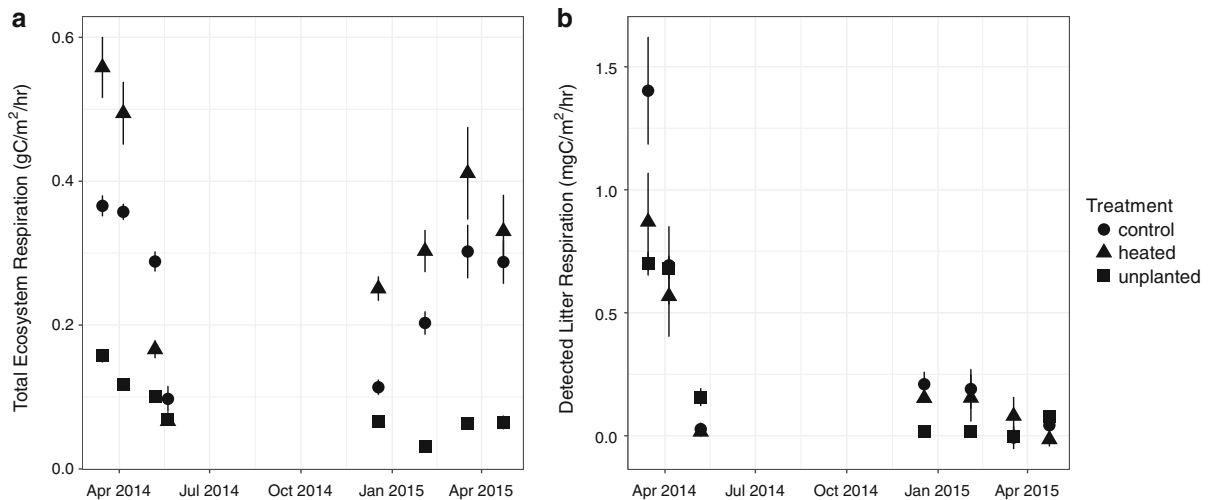 a
Total Ecosystem Respiration (gC/m²/hr)
0.6
0.4
0.2
0.0
Apr 2014
Jul 2014
Oct 2014
Jan 2015
Apr 2015
b
Detected Litter Respiration (mgC/m²/hr)
1.5
1.0
0.5
0.0
Apr 2014
Jul 2014
Oct 2014
Jan 2015
Apr 2015
Treatment
control
heated
unplanted